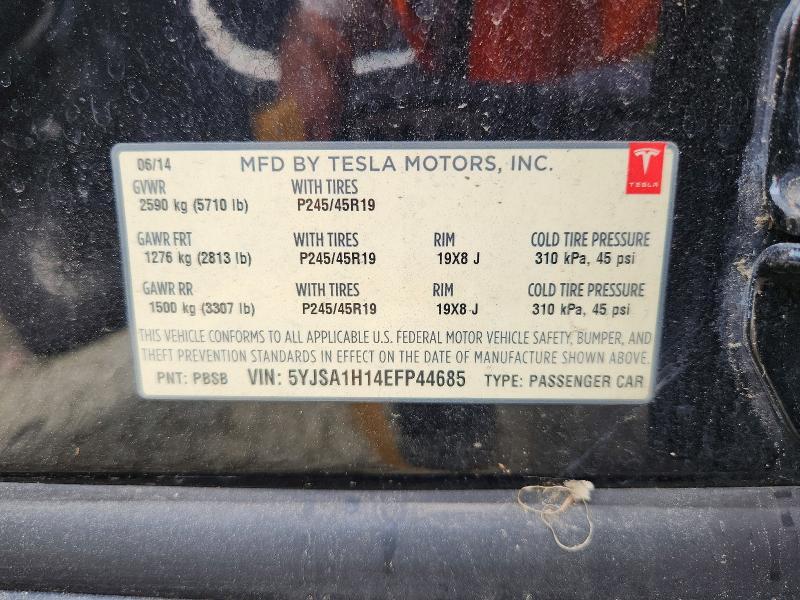 06/14 MFD BY TESLA MOTORS, INC.
TESLA
GVWR WITH TIRES
2590 kg (5710 lb) P245/45R19
GAWR FRT WITH TIRES RIM COLD TIRE PRESSURE
1276 kg (2813 lb) P245/45R19 19X8 J 310 kPa, 45 psi
GAWR RR WITH TIRES RIM COLD TIRE PRESSURE
1500 kg (3307 lb) P245/45R19 19X8 J 310 kPa, 45 psi
THIS VEHICLE CONFORMS TO ALL APPLICABLE U.S. FEDERAL MOTOR VEHICLE SAFETY, BUMPER, AND
THEFT PREVENTION STANDARDS IN EFFECT ON THE DATE OF MANUFACTURE SHOWN ABOVE.
PNT: PBSB VIN: 5YJSA1H14EFP44685 TYPE: PASSENGER CAR